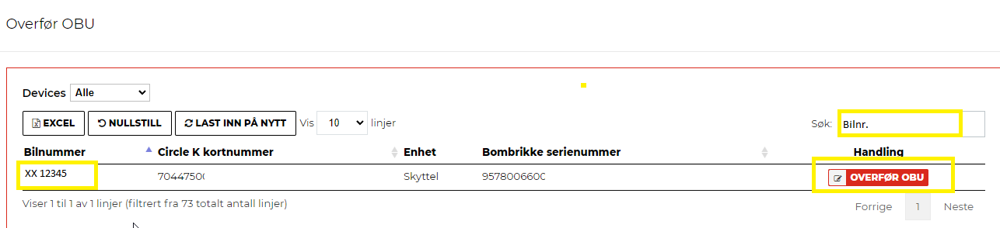 Overfør OBU
Devices Alle
EXCEL NULLSTILL LAST INN PÅ NYTT Vis 10 linjer Søk: Bilnr.
Bilnummer Circle K kortnummer Enhet Bombrikke serienummer Handling
XX 12345 70447500 Skyttel 9578006600 OVERFØR OBU
Viser 1 til 1 av 1 linjer (filtrert fra 73 totalt antall linjer) Forrige 1 Neste